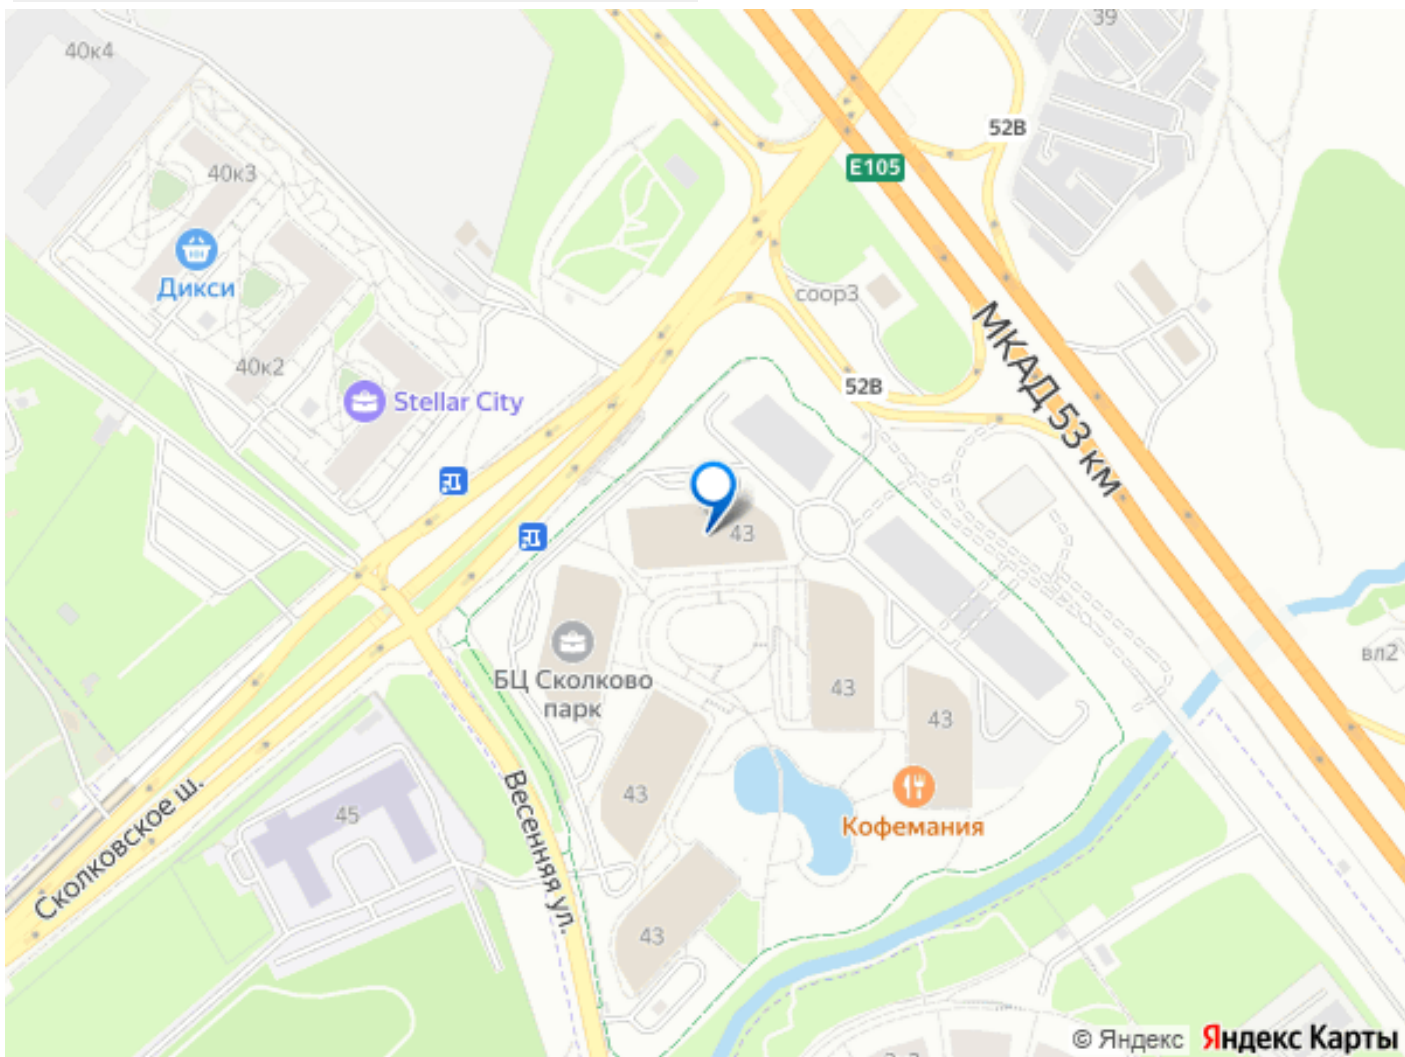 39
40к4
52В
E105
40к3
Дикси
соор3
МКАД 53 км
40к2
52В
Stellar City
43
вл2
БЦ Сколково
парк
43
43
Сколковское ш.
45
Весенняя ул.
43
Кофемания
43
© Яндекс
Яндекс Карты